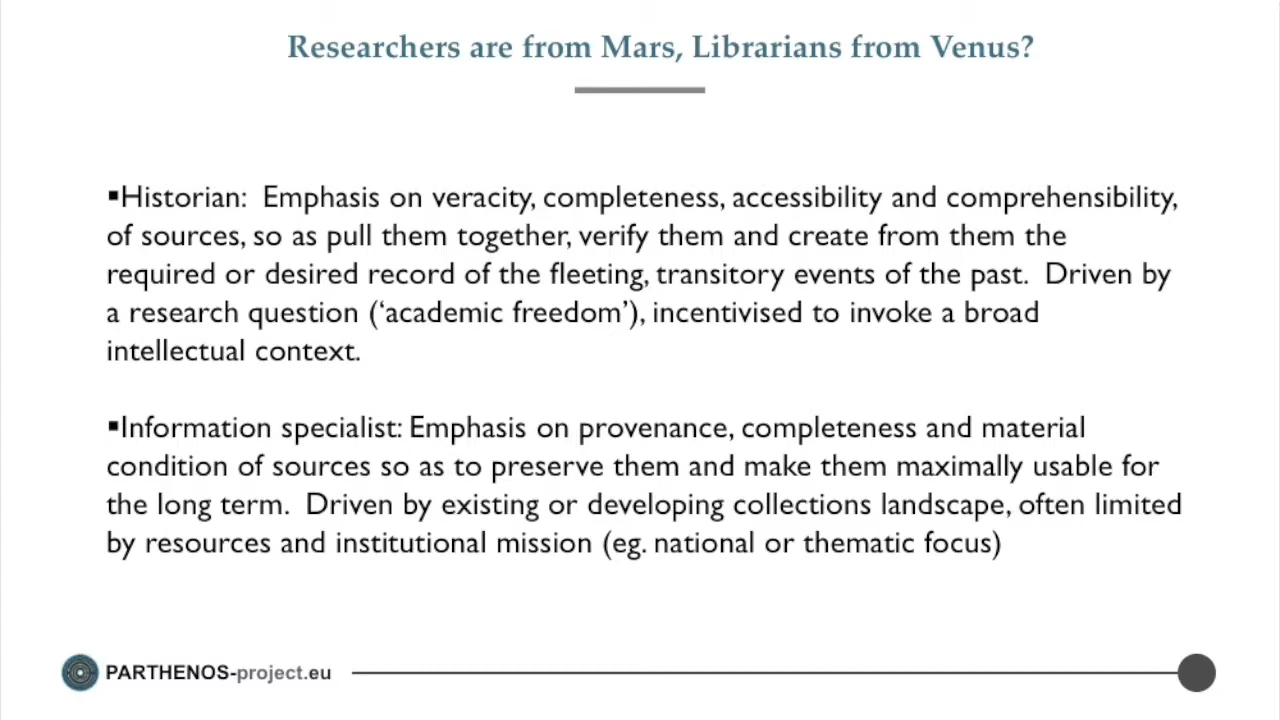 Researchers are from Mars, Librarians from Venus?
▪Historian: Emphasis on veracity, completeness, accessibility and comprehensibility,
of sources, so as pull them together, verify them and create from them the
required or desired record of the fleeting, transitory events of the past. Driven by
a research question (‘academic freedom’), incentivised to invoke a broad
intellectual context.
▪Information specialist: Emphasis on provenance, completeness and material
condition of sources so as to preserve them and make them maximally usable for
the long term. Driven by existing or developing collections landscape, often limited
by resources and institutional mission (eg. national or thematic focus)
PARTHENOS-project.eu